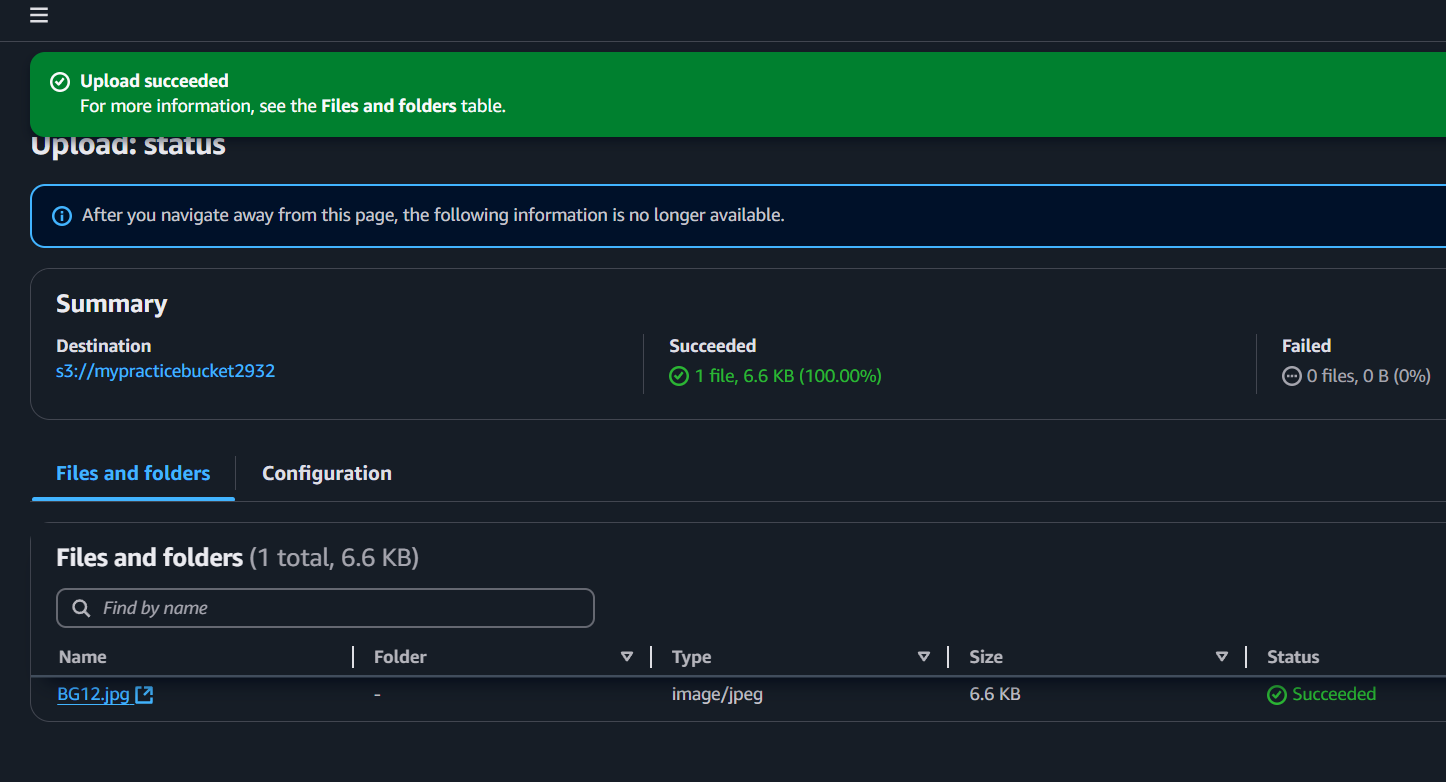 Upload succeeded
For more information, see the Files and folders table.
Upload: status
After you navigate away from this page, the following information is no longer available.
Summary
Destination
s3://mypracticebucket2932
Succeeded
1 file, 6.6 KB (100.00%)
Failed
0 files, 0 B (0%)
Files and folders
Configuration
Files and folders (1 total, 6.6 KB)
Find by name
Name Folder Type Size Status
BG12.jpg - image/jpeg 6.6 KB Succeeded